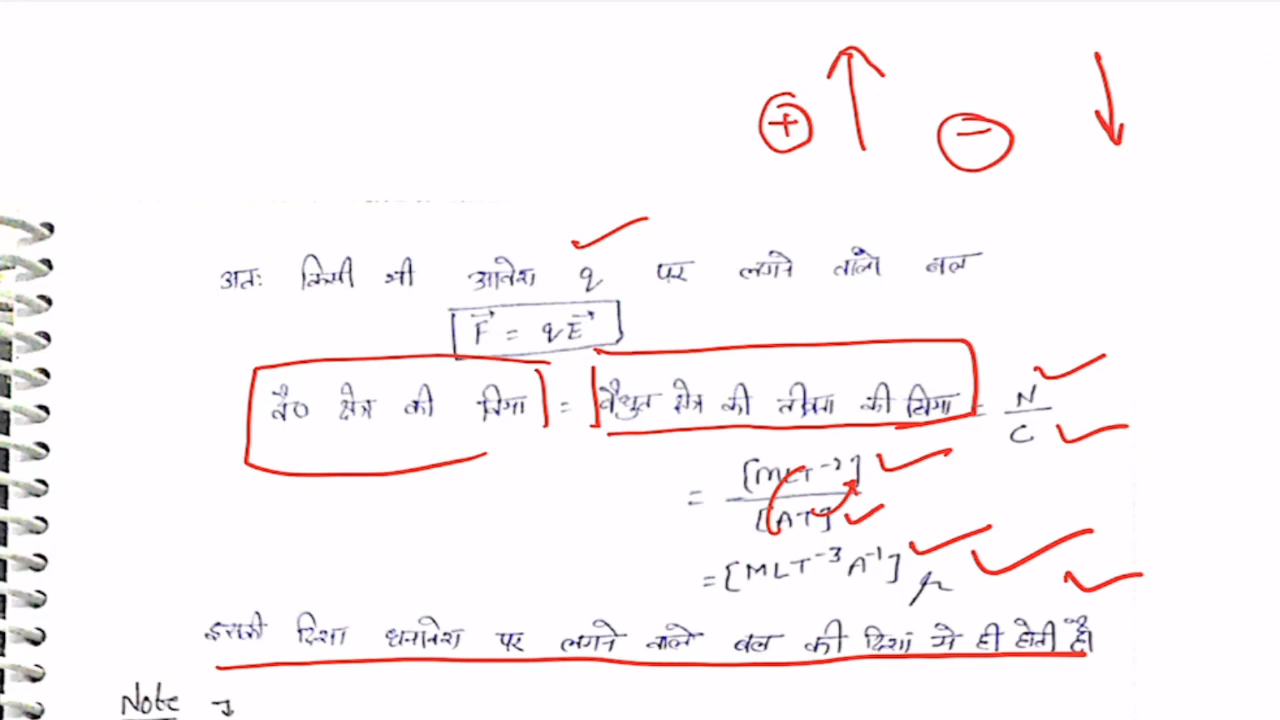 + −
अतः किसी भी आवेश q पर लगने वाले बल
F⃗ = qE⃗
वै० क्षेत्र की विमा = वैधुत क्षेत्र की तीव्रता की विमा = N/C
= [MLT⁻²]/[AT]
= [MLT⁻³A⁻¹]
इसकी दिशा धनावेश पर लगने वाले बल की दिशा मे ही होती है।
Note →